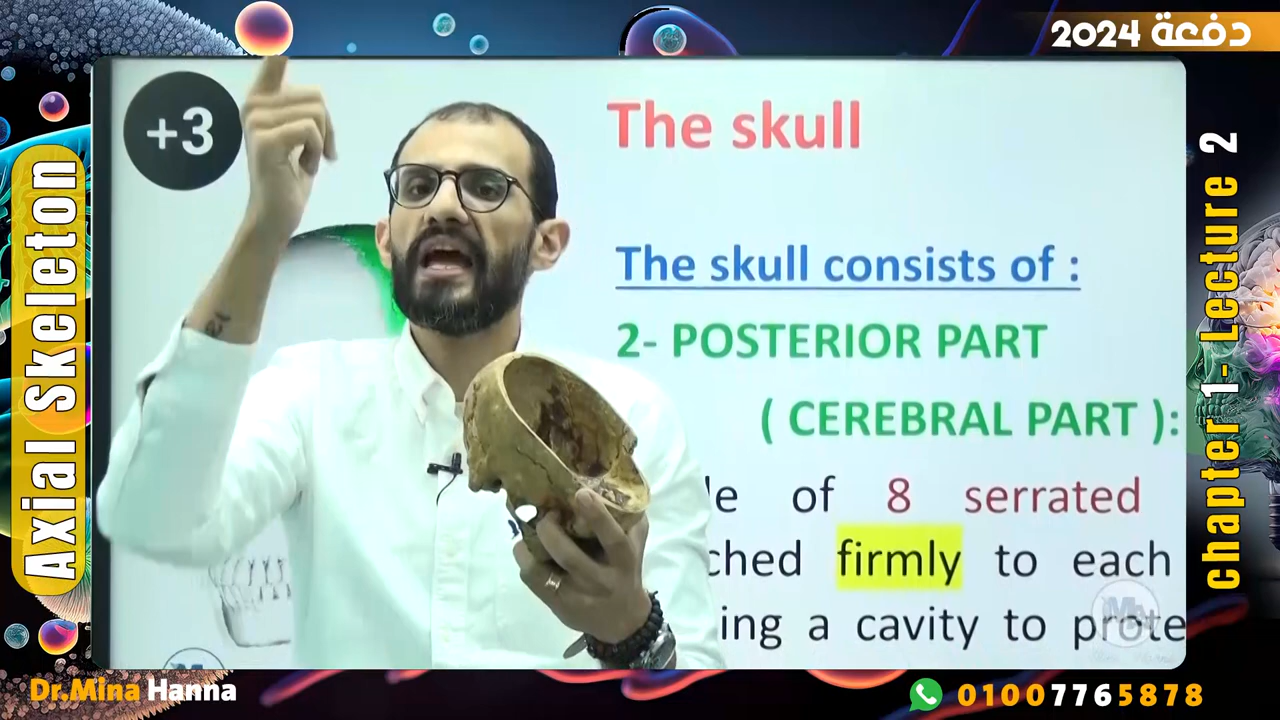 دفعة 2024
+3
The skull
The skull consists of :
2- POSTERIOR PART
( CEREBRAL PART ):
of 8 serrated
firmly to each
a cavity to
Axial Skeleton
chapter 1- Lecture 2
Dr.Mina Hanna
01007765878